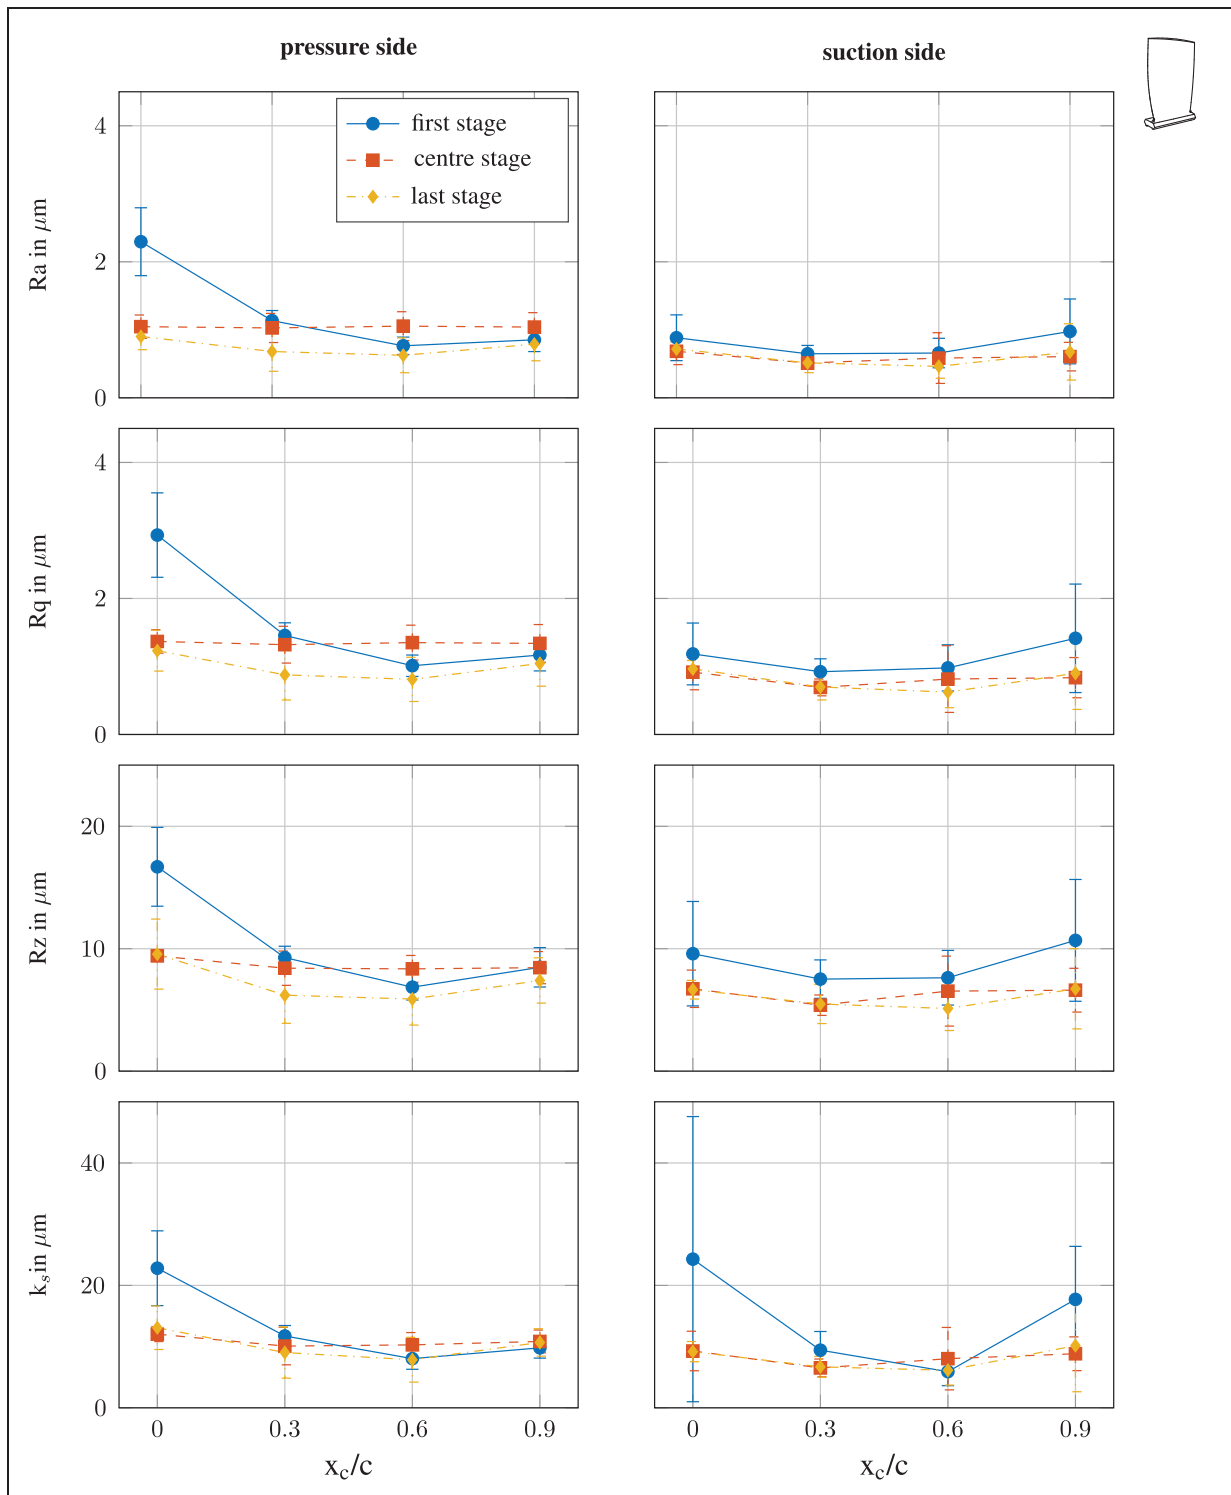 pressure side
suction side
first stage
centre stage
last stage
Ra in μm
4
2
0
Rq in μm
4
2
0
Rz in μm
20
10
0
kₛ in μm
40
20
0
0 0.3 0.6 0.9
0 0.3 0.6 0.9
x_c/c
x_c/c